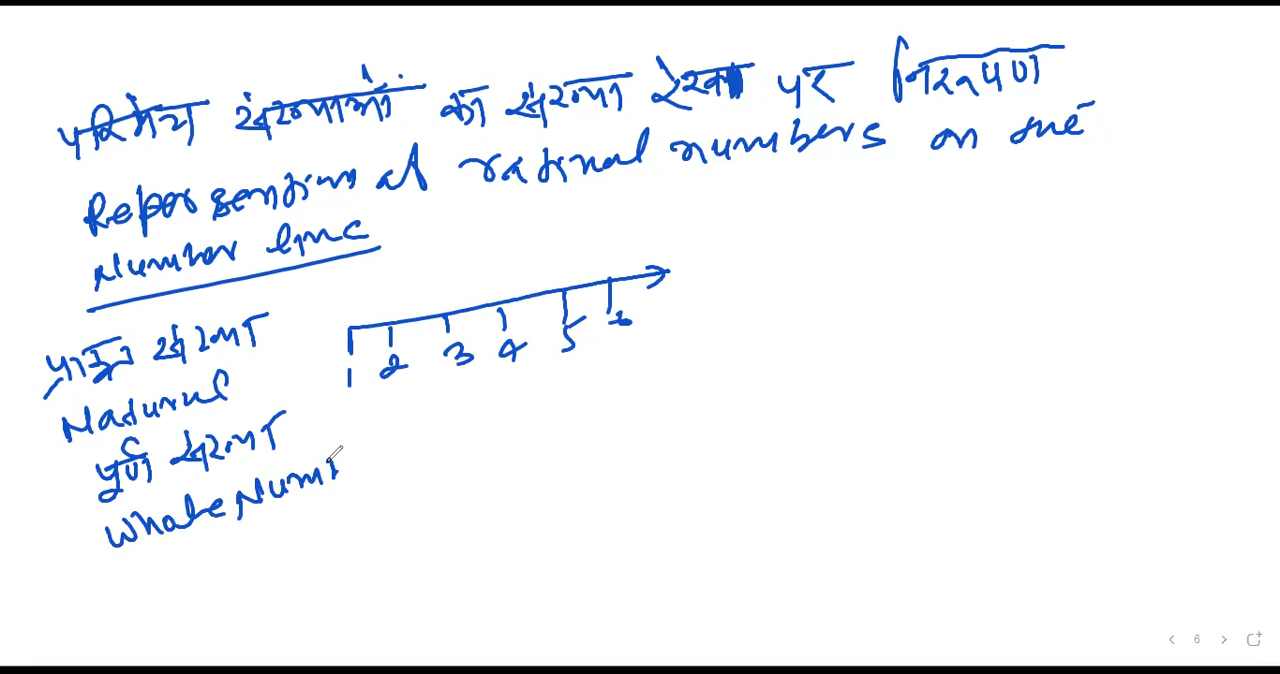 परिमेय संख्याओं का संख्या रेखा पर निरूपण
Representation of rational numbers on the
Number line
प्राकृत संख्या
Natural
1 2 3 4 5 6
पूर्ण संख्या
Whole Num
6